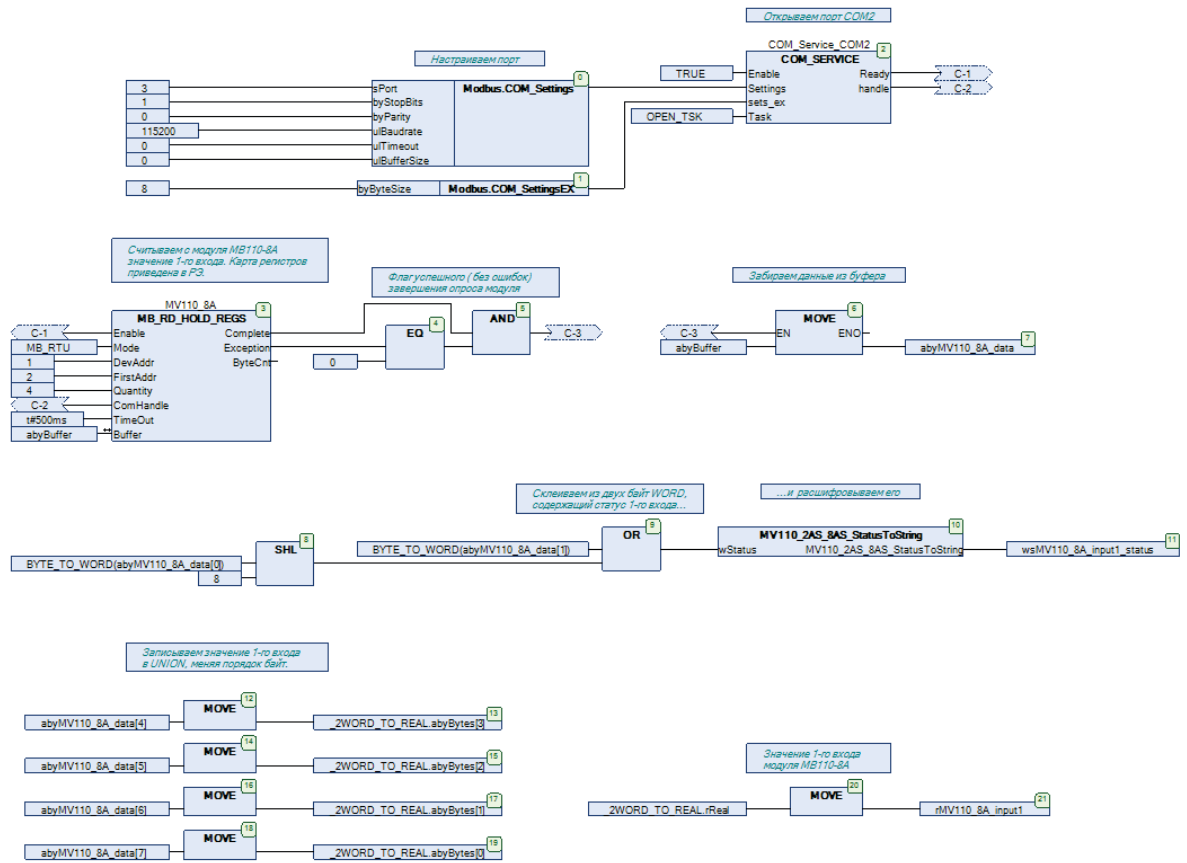 Открываем порт COM2
COM_Service_COM2
2
COM_SERVICE
TRUE
Enable
Ready
C-1
Settings
handle
C-2
sets_ex
OPEN_TSK
Task
Настраиваем порт
0
3
sPort
Modbus.COM_Settings
1
byStopBits
0
byParity
115200
ulBaudrate
0
ulTimeout
0
ulBufferSize
1
8
byByteSize
Modbus.COM_SettingsEX
Считываем с модуля МВ110-8А
значение 1-го входа. Карта регистров
приведена в РЭ.
MV110_8A
3
MB_RD_HOLD_REGS
C-1
Enable
Complete
MB_RTU
Mode
Exception
1
DevAddr
ByteCnt
2
FirstAddr
4
Quantity
C-2
ComHandle
t#500ms
TimeOut
abyBuffer
Buffer
Флаг успешного ( без ошибок)
завершения опроса модуля
4
EQ
0
5
AND
C-3
Забираем данные из буфера
6
MOVE
C-3
EN
ENO
abyBuffer
7
abyMV110_8A_data
8
SHL
BYTE_TO_WORD(abyMV110_8A_data[0])
8
Склеиваем из двух байт WORD,
содержащий статус 1-го входа...
9
OR
BYTE_TO_WORD(abyMV110_8A_data[1])
...и расшифровываем его
10
MV110_2AS_8AS_StatusToString
wStatus
MV110_2AS_8AS_StatusToString
11
wsMV110_8A_input1_status
Записываем значение 1-го входа
в UNION, меняя порядок байт.
12
MOVE
13
abyMV110_8A_data[4]
_2WORD_TO_REAL.abyBytes[3]
14
MOVE
15
abyMV110_8A_data[5]
_2WORD_TO_REAL.abyBytes[2]
16
MOVE
17
abyMV110_8A_data[6]
_2WORD_TO_REAL.abyBytes[1]
18
MOVE
19
abyMV110_8A_data[7]
_2WORD_TO_REAL.abyBytes[0]
Значение 1-го входа
модуля МВ110-8А
20
MOVE
21
_2WORD_TO_REAL.rReal
rMV110_8A_input1